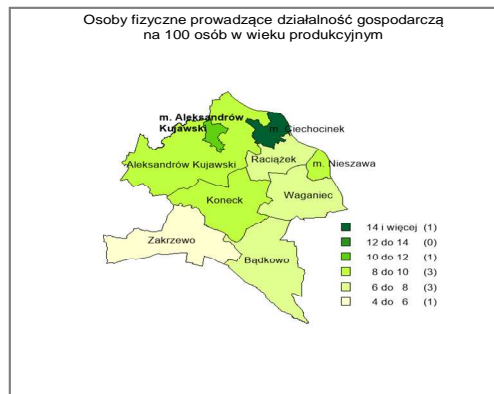 Osoby fizyczne prowadzące działalność gospodarczą
na 100 osób w wieku produkcyjnym
m. Aleksandrów
Kujawski
m. Ciechocinek
Aleksandrów Kujawski
Raciążek
m. Nieszawa
Koneck
Waganiec
Zakrzewo
Bądkowo
14 i więcej (1)
12 do 14 (0)
10 do 12 (1)
8 do 10 (3)
6 do 8 (3)
4 do 6 (1)